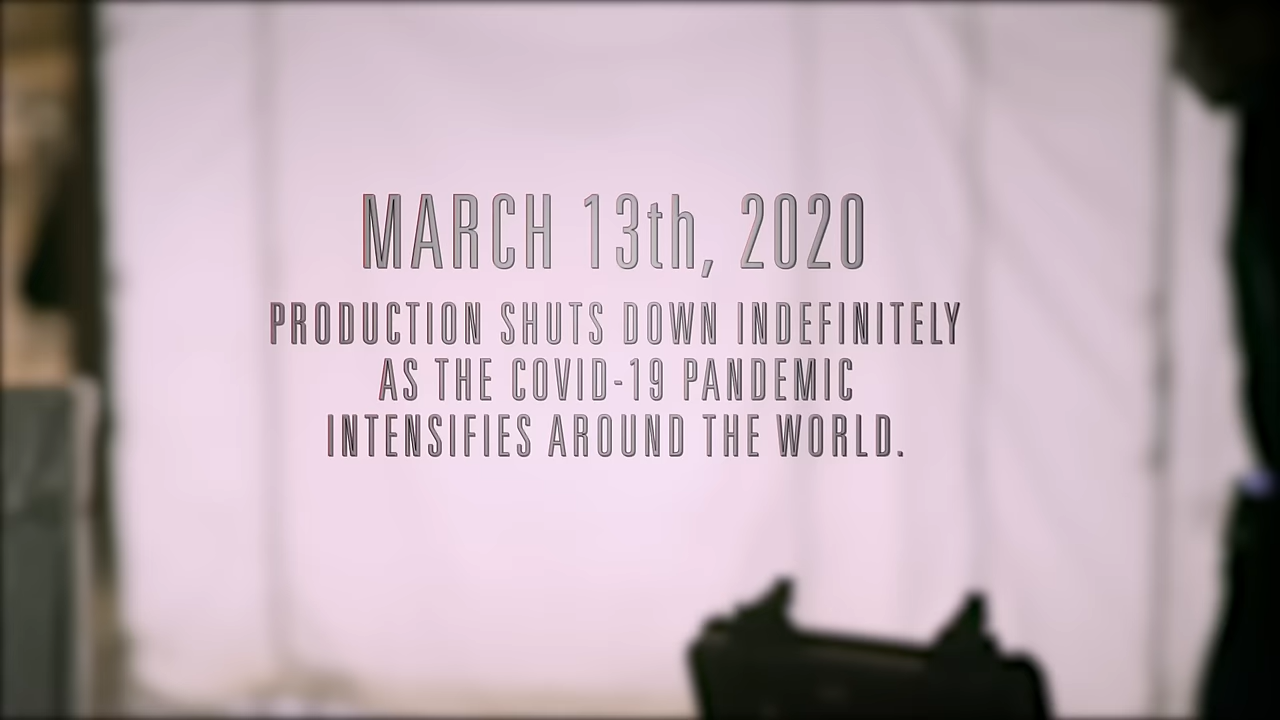 MARCH 13th, 2020
PRODUCTION SHUTS DOWN INDEFINITELY
AS THE COVID-19 PANDEMIC
INTENSIFIES AROUND THE WORLD.